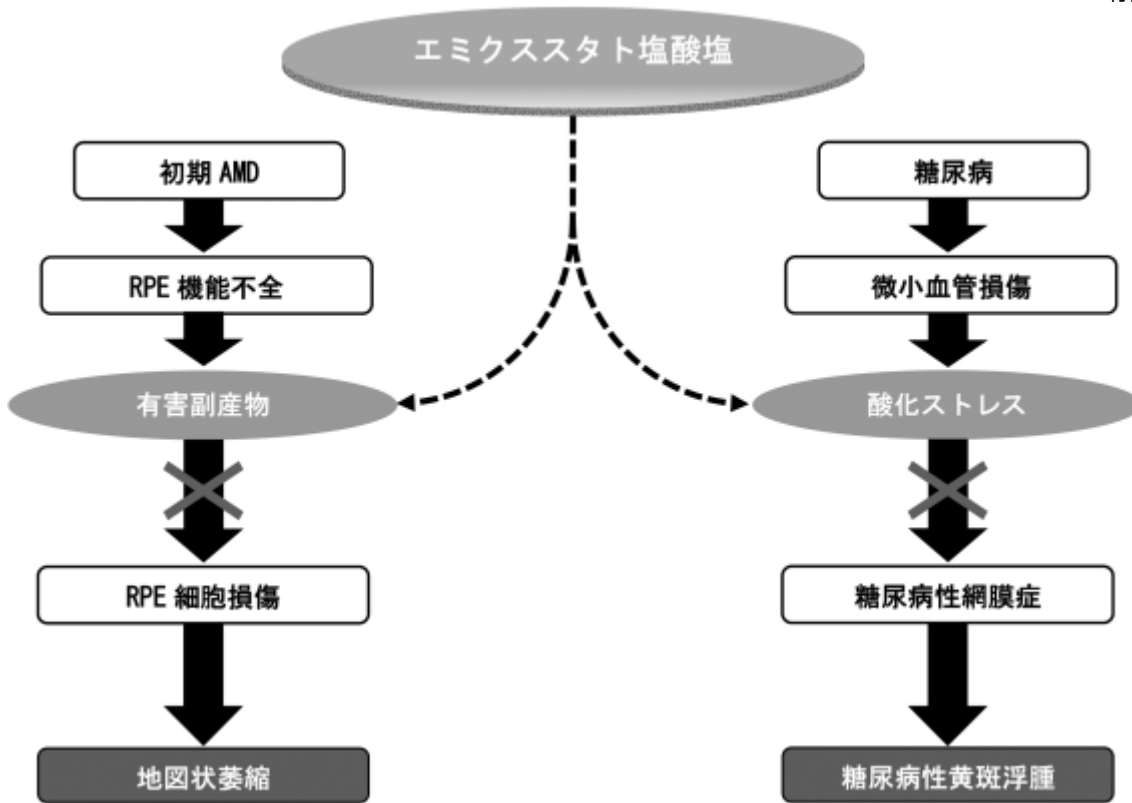 エミクススタト塩酸塩
初期 AMD
RPE 機能不全
有害副産物
RPE 細胞損傷
地図状萎縮
糖尿病
微小血管損傷
酸化ストレス
糖尿病性網膜症
糖尿病性黄斑浮腫